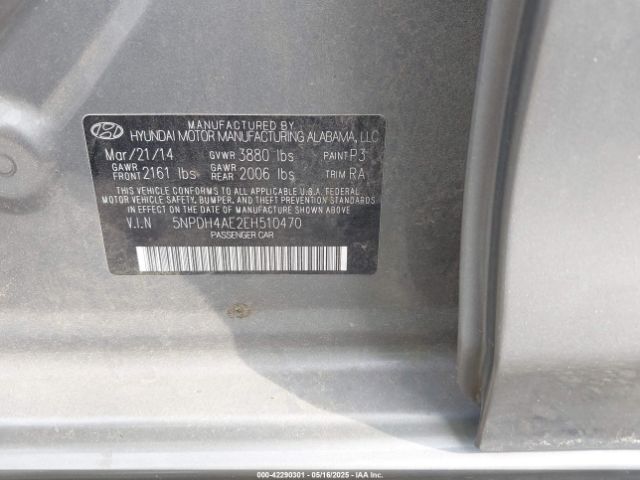 MANUFACTURED BY
HYUNDAI MOTOR MANUFACTURING ALABAMA, LLC
Mar/21/14 GVWR 3880 lbs PAINT P3
GAWR FRONT 2161 lbs GAWR REAR 2006 lbs TRIM RA
THIS VEHICLE CONFORMS TO ALL APPLICABLE U.S.A. FEDERAL
MOTOR VEHICLE SAFETY, BUMPER, AND THEFT PREVENTION STANDARDS
IN EFFECT ON THE DATE OF MANUFACTURE SHOWN ABOVE.
V.I.N 5NPDH4AE2EH510470
PASSENGER CAR
000-42290301 - 05/16/2025 - IAA Inc.